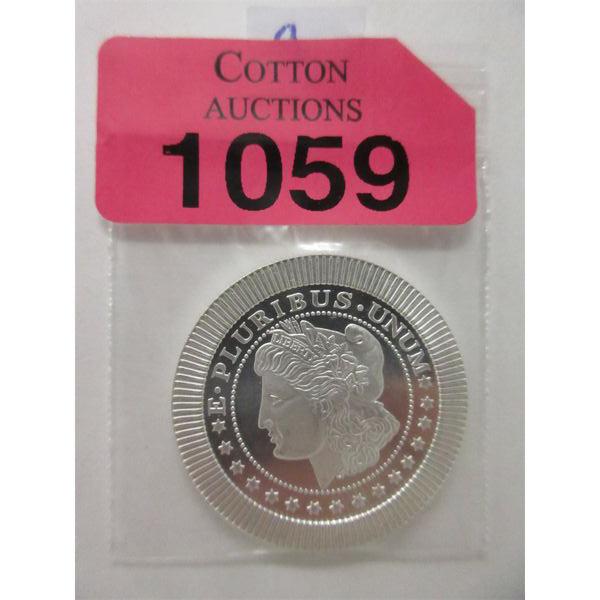 COTTON
AUCTIONS
1059
E · PLURIBUS · UNUM
LIBERTY